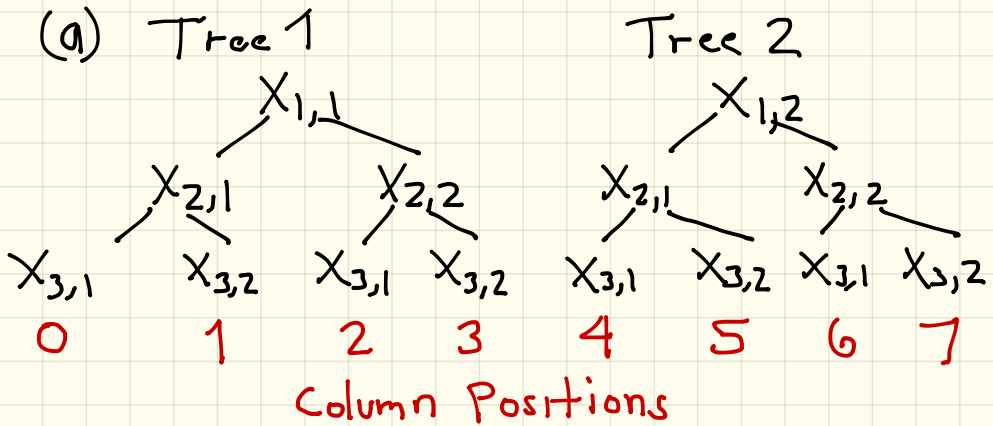 (a) Tree 1 Tree 2
X1,1 X1,2
X2,1 X2,2 X2,1 X2,2
X3,1 X3,2 X3,1 X3,2 X3,1 X3,2 X3,1 X3,2
0 1 2 3 4 5 6 7
Column Positions